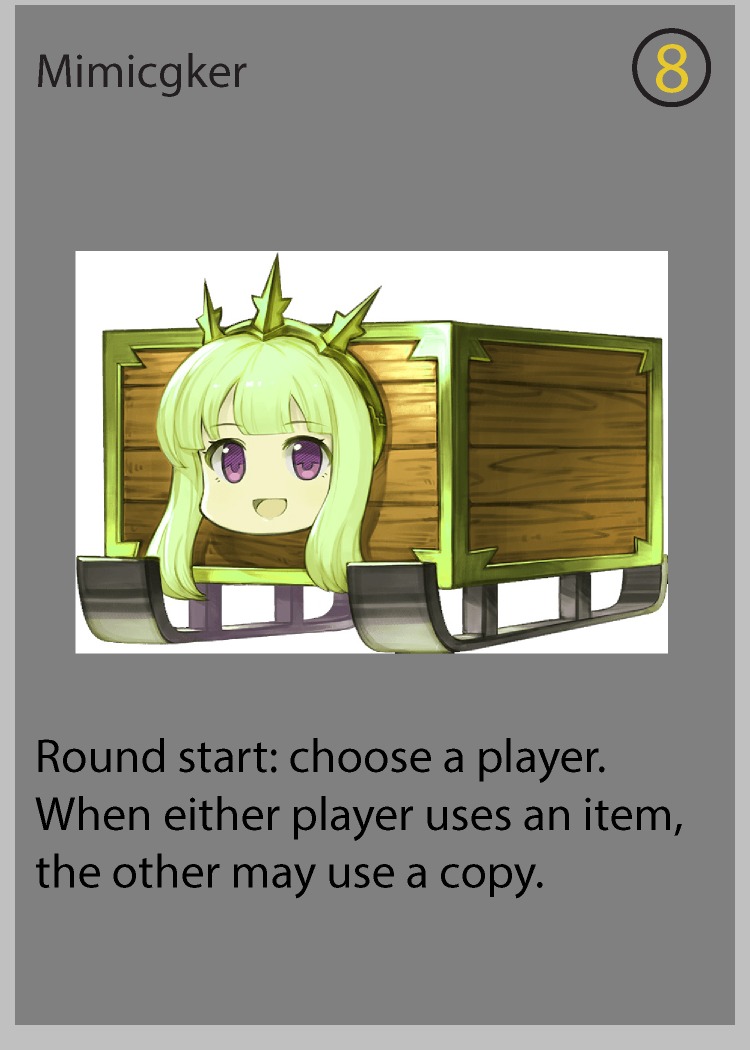 Mimicgker
8
Round start: choose a player.
When either player uses an item,
the other may use a copy.